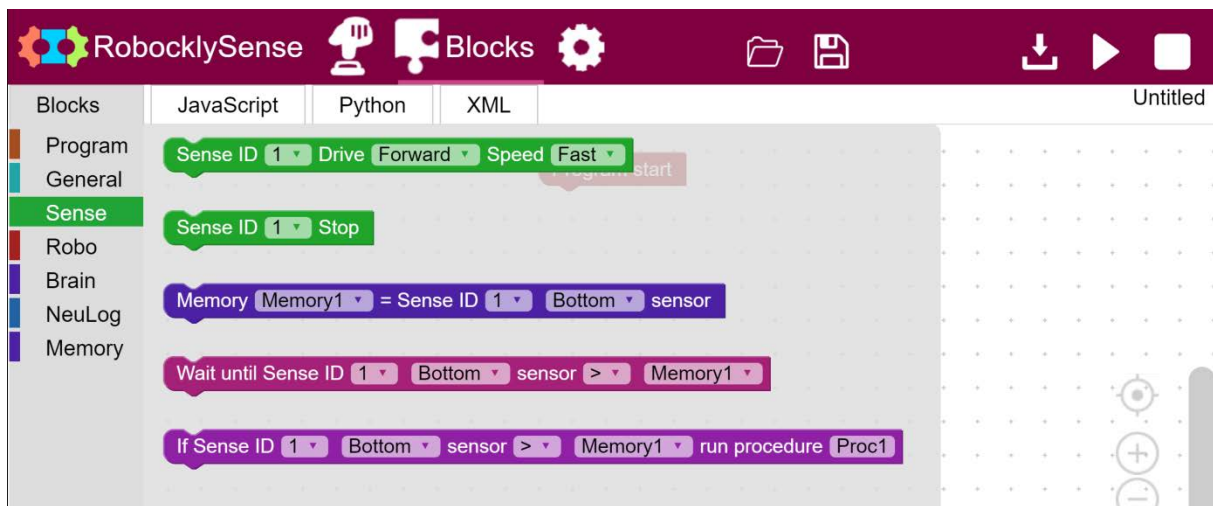 RobocklySense Blocks
Blocks JavaScript Python XML Untitled
Program
General
Sense
Robo
Brain
NeuLog
Memory
Sense ID 1 Drive Forward Speed Fast
Program start
Sense ID 1 Stop
Memory Memory1 = Sense ID 1 Bottom sensor
Wait until Sense ID 1 Bottom sensor > Memory1
If Sense ID 1 Bottom sensor > Memory1 run procedure Proc1